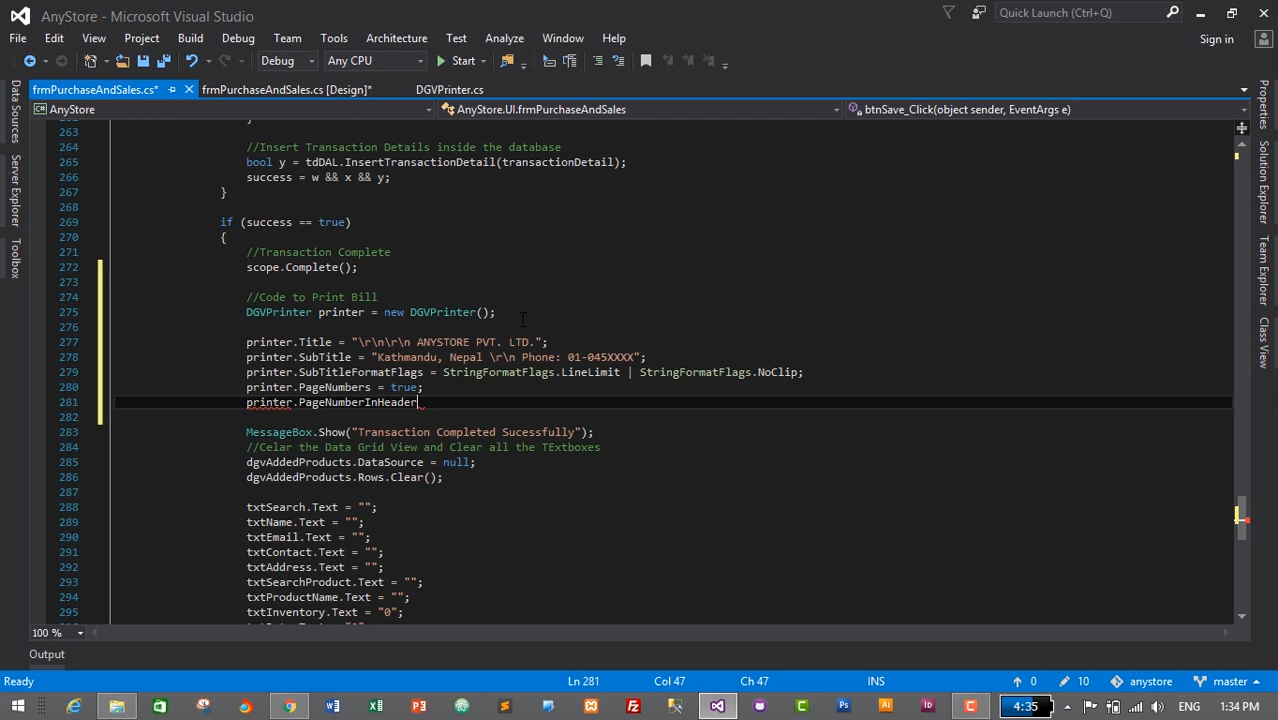 AnyStore - Microsoft Visual Studio
Quick Launch (Ctrl+Q)
File Edit View Project Build Debug Team Tools Architecture Test Analyze Window Help
Sign in
Debug Any CPU Start
frmPurchaseAndSales.cs* frmPurchaseAndSales.cs [Design]* DGVPrinter.cs
AnyStore AnyStore.UI.frmPurchaseAndSales btnSave_Click(object sender, EventArgs e)
Data Sources
Server Explorer
Toolbox
Properties
Solution Explorer
Team Explorer
Class View
263
264 //Insert Transaction Details inside the database
265 bool y = tdDAL.InsertTransactionDetail(transactionDetail);
266 success = w && x && y;
267 }
268
269 if (success == true)
270 {
271 //Transaction Complete
272 scope.Complete();
273
274 //Code to Print Bill
275 DGVPrinter printer = new DGVPrinter();
276
277 printer.Title = "\r\n\r\n ANYSTORE PVT. LTD.";
278 printer.SubTitle = "Kathmandu, Nepal \r\n Phone: 01-045XXXX";
279 printer.SubTitleFormatFlags = StringFormatFlags.LineLimit | StringFormatFlags.NoClip;
280 printer.PageNumbers = true;
281 printer.PageNumberInHeader
282
283 MessageBox.Show("Transaction Completed Sucessfully");
284 //Celar the Data Grid View and Clear all the TExtboxes
285 dgvAddedProducts.DataSource = null;
286 dgvAddedProducts.Rows.Clear();
287
288 txtSearch.Text = "";
289 txtName.Text = "";
290 txtEmail.Text = "";
291 txtContact.Text = "";
292 txtAddress.Text = "";
293 txtSearchProduct.Text = "";
294 txtProductName.Text = "";
295 txtInventory.Text = "0";
100 %
Output
Ready Ln 281 Col 47 Ch 47 INS 0 10 anystore master
4:35 ENG 1:34 PM